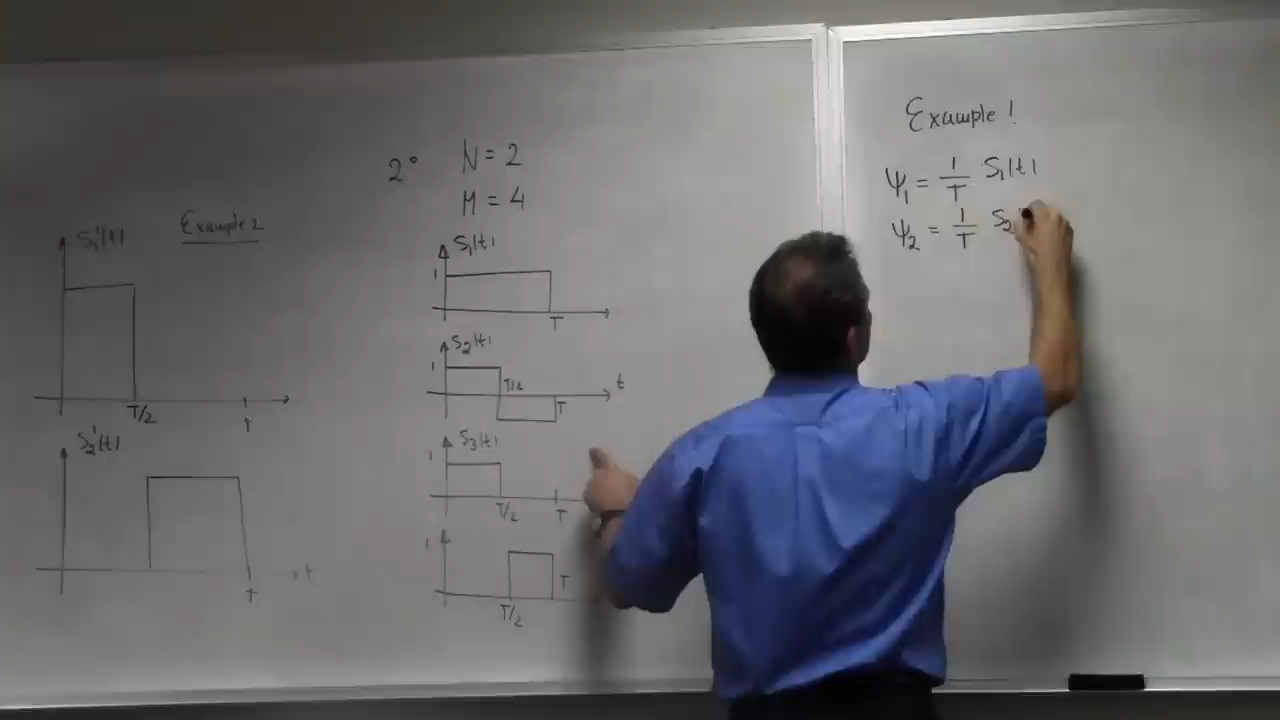 Example 2
S₁'(t)
T/2
T
S₂'(t)
t
T
2° N = 2
M = 4
S₁(t)
1
T
S₂(t)
1
T/2
t
T
S₃(t)
1
T/2
T
1
T
T/2
Example 1
ψ₁ = 1/T S₁(t)
ψ₂ = 1/T S₂